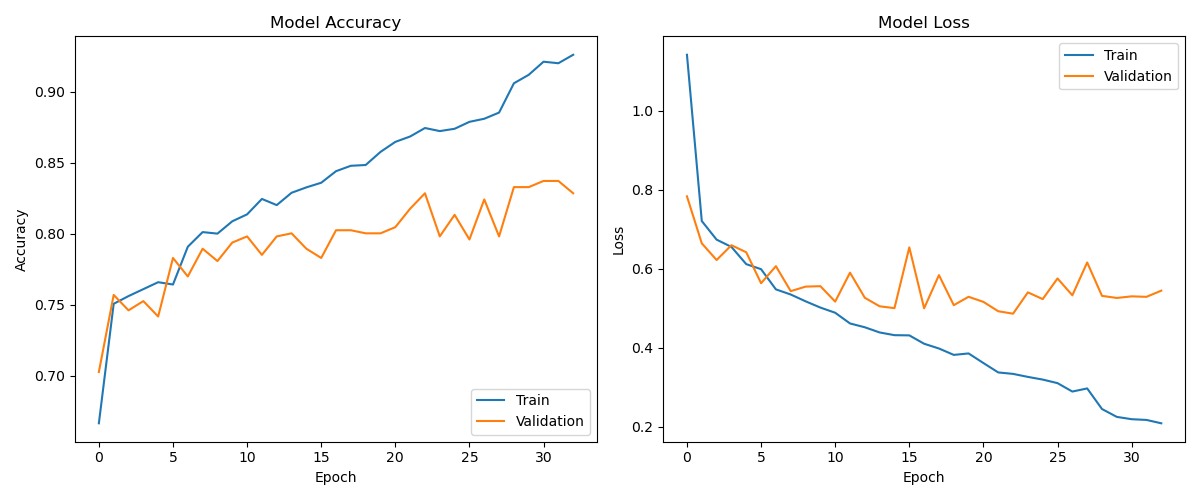 Model Accuracy
Accuracy
0.90
0.85
0.80
0.75
0.70
0 5 10 15 20 25 30
Epoch
Train
Validation
Model Loss
Loss
1.0
0.8
0.6
0.4
0.2
0 5 10 15 20 25 30
Epoch
Train
Validation